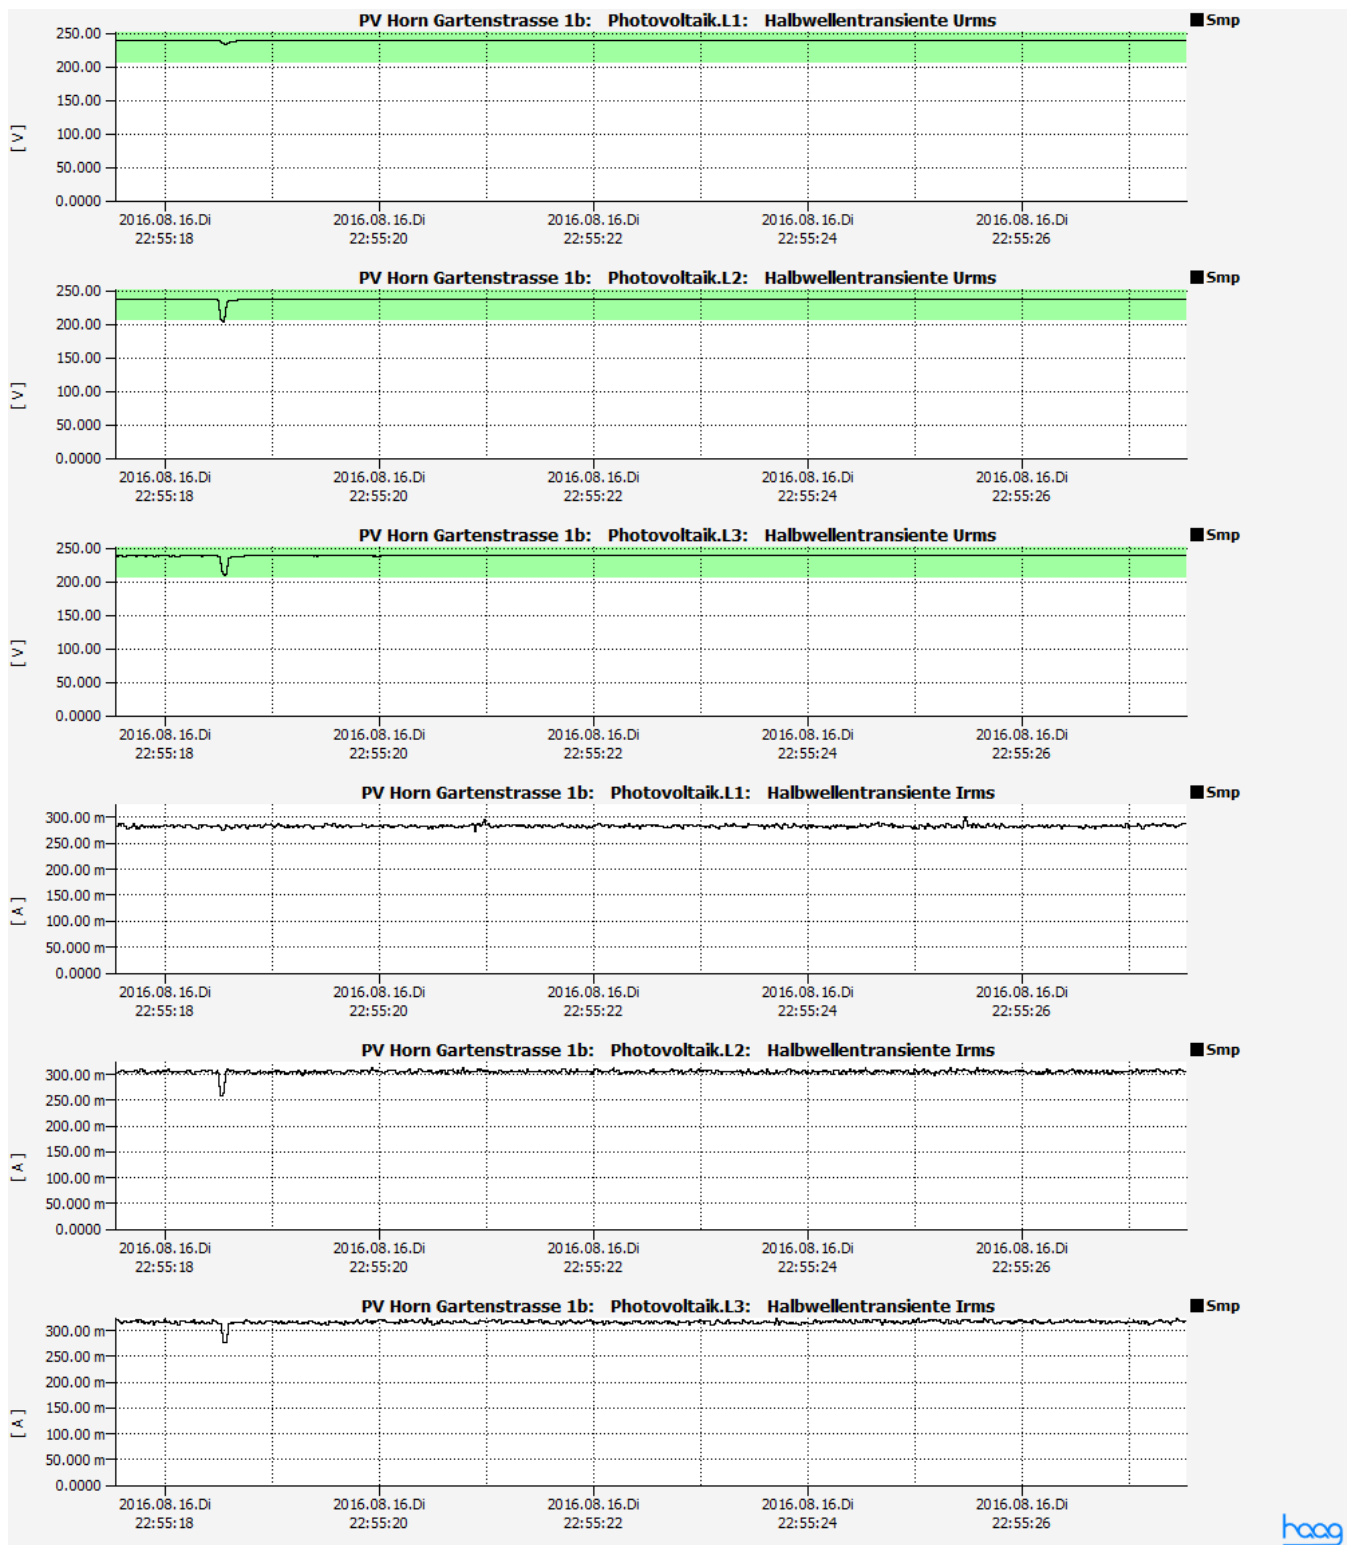 PV Horn Gartenstrasse 1b: Photovoltaik.L1: Halbwellentransiente Urms
Smp
250.00
200.00
150.00
100.00
50.000
0.0000
[ V ]
2016.08.16.Di 2016.08.16.Di 2016.08.16.Di 2016.08.16.Di 2016.08.16.Di
22:55:18 22:55:20 22:55:22 22:55:24 22:55:26
PV Horn Gartenstrasse 1b: Photovoltaik.L2: Halbwellentransiente Urms
Smp
250.00
200.00
150.00
100.00
50.000
0.0000
[ V ]
2016.08.16.Di 2016.08.16.Di 2016.08.16.Di 2016.08.16.Di 2016.08.16.Di
22:55:18 22:55:20 22:55:22 22:55:24 22:55:26
PV Horn Gartenstrasse 1b: Photovoltaik.L3: Halbwellentransiente Urms
Smp
250.00
200.00
150.00
100.00
50.000
0.0000
[ V ]
2016.08.16.Di 2016.08.16.Di 2016.08.16.Di 2016.08.16.Di 2016.08.16.Di
22:55:18 22:55:20 22:55:22 22:55:24 22:55:26
PV Horn Gartenstrasse 1b: Photovoltaik.L1: Halbwellentransiente Irms
Smp
300.00 m
250.00 m
200.00 m
150.00 m
100.00 m
50.000 m
0.0000
[ A ]
2016.08.16.Di 2016.08.16.Di 2016.08.16.Di 2016.08.16.Di 2016.08.16.Di
22:55:18 22:55:20 22:55:22 22:55:24 22:55:26
PV Horn Gartenstrasse 1b: Photovoltaik.L2: Halbwellentransiente Irms
Smp
300.00 m
250.00 m
200.00 m
150.00 m
100.00 m
50.000 m
0.0000
[ A ]
2016.08.16.Di 2016.08.16.Di 2016.08.16.Di 2016.08.16.Di 2016.08.16.Di
22:55:18 22:55:20 22:55:22 22:55:24 22:55:26
PV Horn Gartenstrasse 1b: Photovoltaik.L3: Halbwellentransiente Irms
Smp
300.00 m
250.00 m
200.00 m
150.00 m
100.00 m
50.000 m
0.0000
[ A ]
2016.08.16.Di 2016.08.16.Di 2016.08.16.Di 2016.08.16.Di 2016.08.16.Di
22:55:18 22:55:20 22:55:22 22:55:24 22:55:26
haag